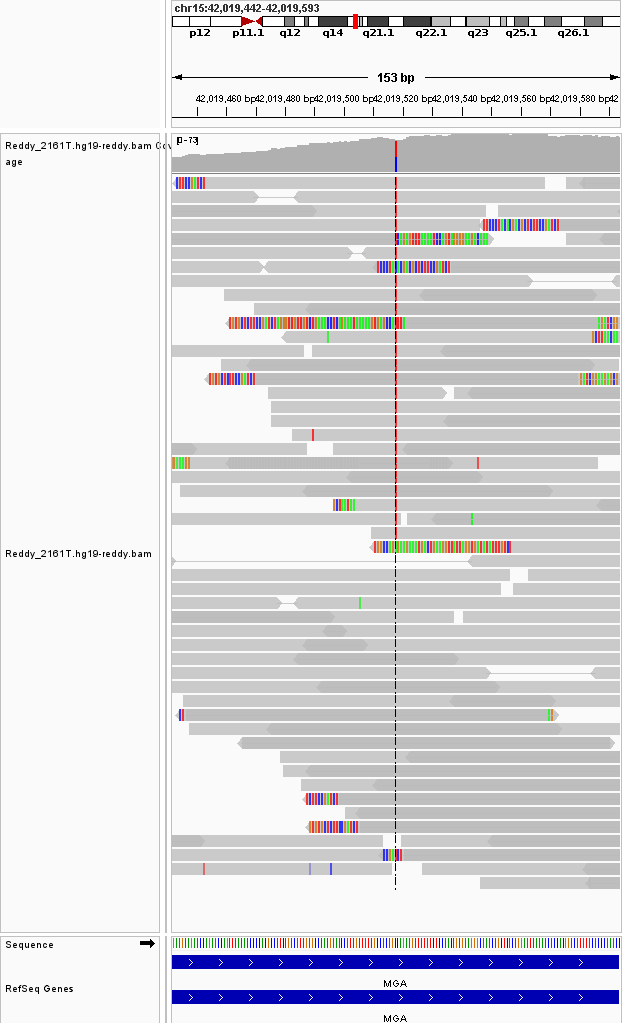 chr15:42,019,442-42,019,593
p12 p11.1 q12 q14 q21.1 q22.1 q23 q25.1 q26.1
153 bp
42,019,460 bp 42,019,480 bp 42,019,500 bp 42,019,520 bp 42,019,540 bp 42,019,560 bp 42,019,580 bp 42
Reddy_2161T.hg19-reddy.bam Cov
age
[0-73]
Reddy_2161T.hg19-reddy.bam
Sequence
MGA
RefSeq Genes
MGA